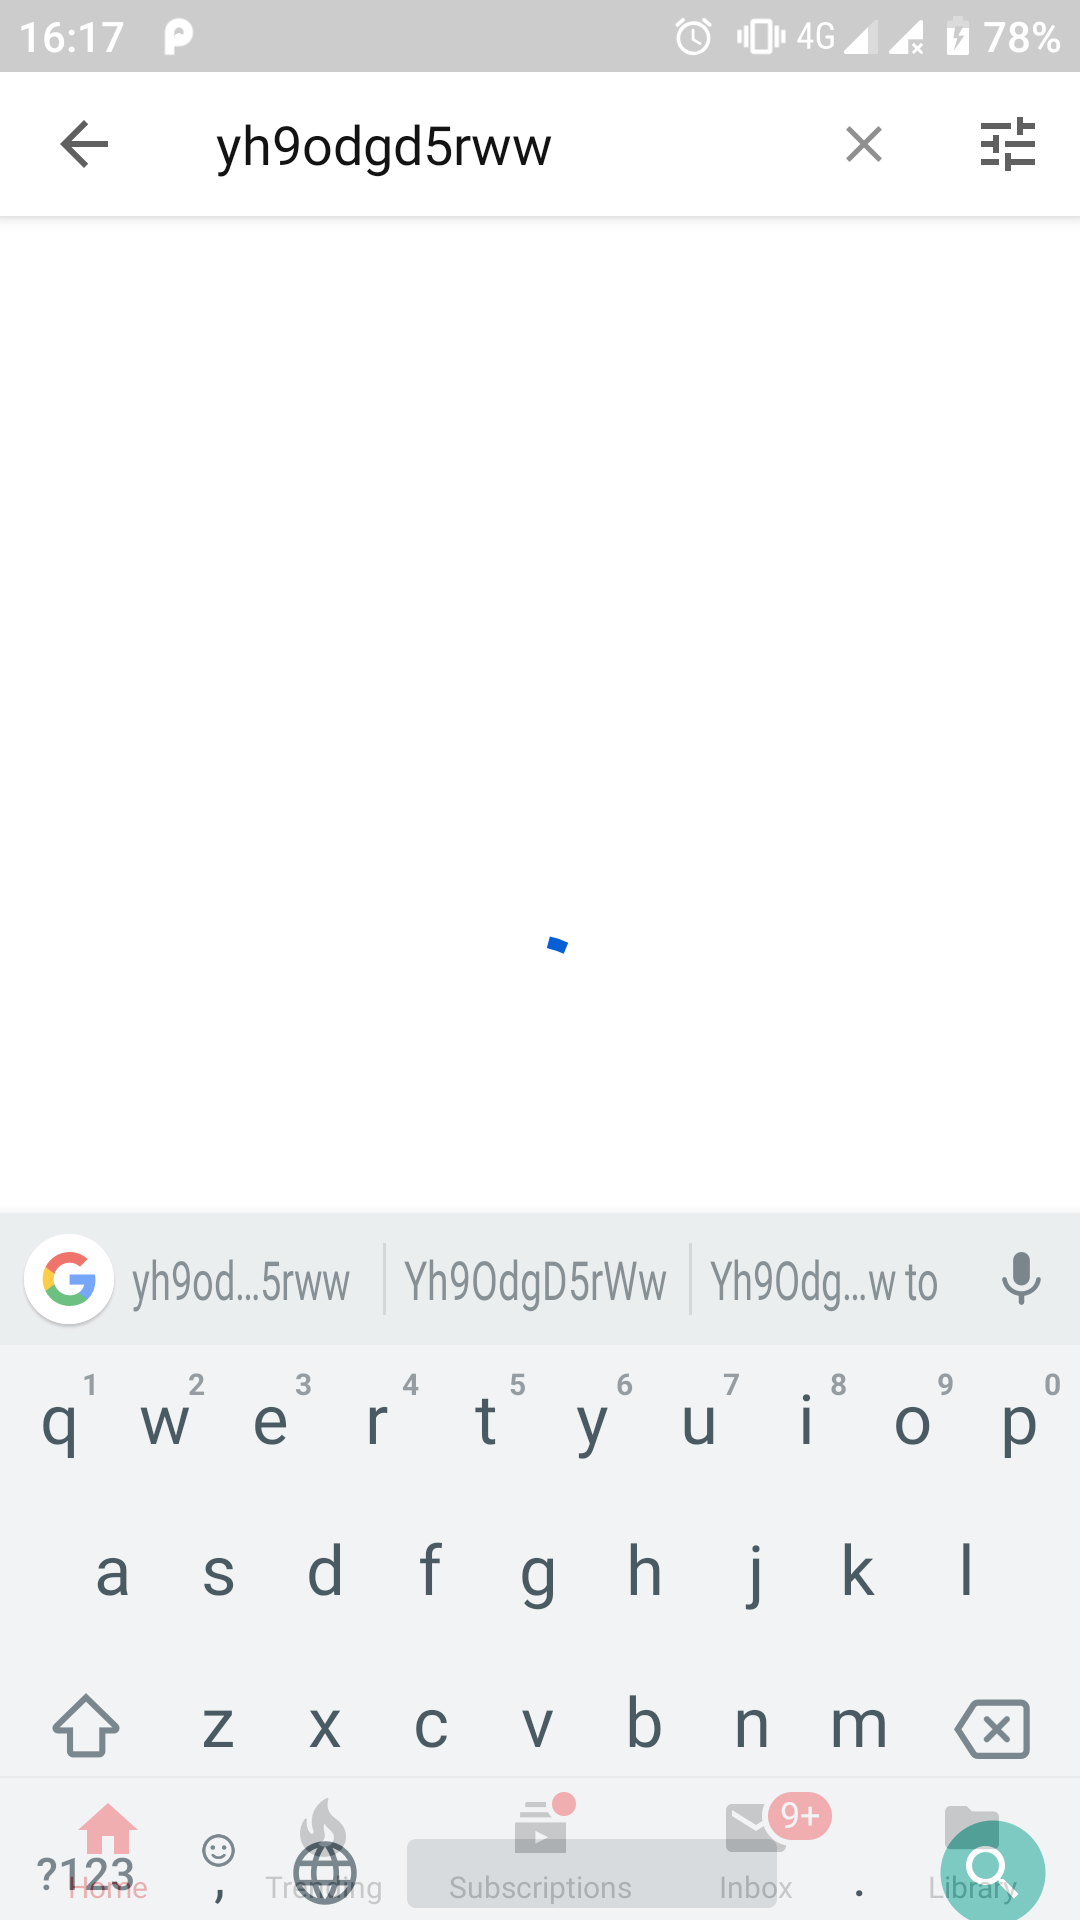 16:17 4G 78%
yh9odgd5rww
yh9od...5rww Yh9OdgD5rWw Yh9Odg...w to
1 2 3 4 5 6 7 8 9 0
q w e r t y u i o p
a s d f g h j k l
z x c v b n m
9+
?123 , .
Home Trending Subscriptions Inbox Library